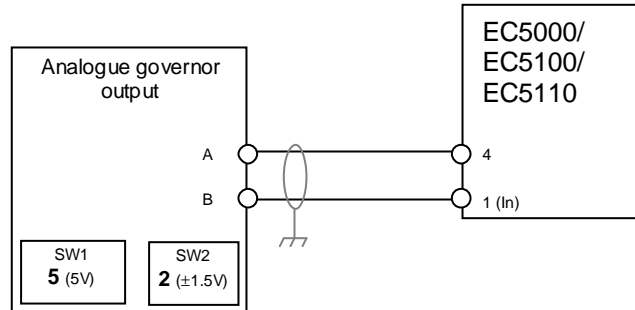 Analogue governor
output
A
B
SW1
5 (5V)
SW2
2 (±1.5V)
EC5000/
EC5100/
EC5110
4
1 (In)